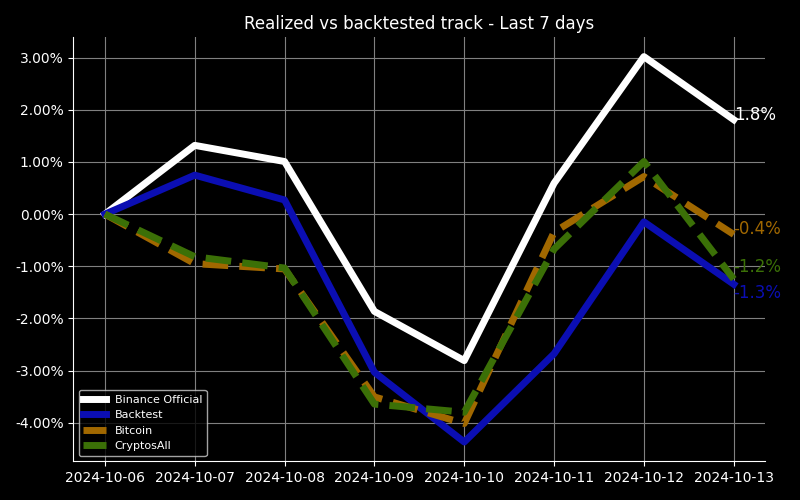 Realized vs backtested track - Last 7 days
3.00%
2.00%
1.00%
0.00%
-1.00%
-2.00%
-3.00%
-4.00%
1.8%
-0.4%
-1.2%
-1.3%
Binance Official
Backtest
Bitcoin
CryptosAll
2024-10-06 2024-10-07 2024-10-08 2024-10-09 2024-10-10 2024-10-11 2024-10-12 2024-10-13